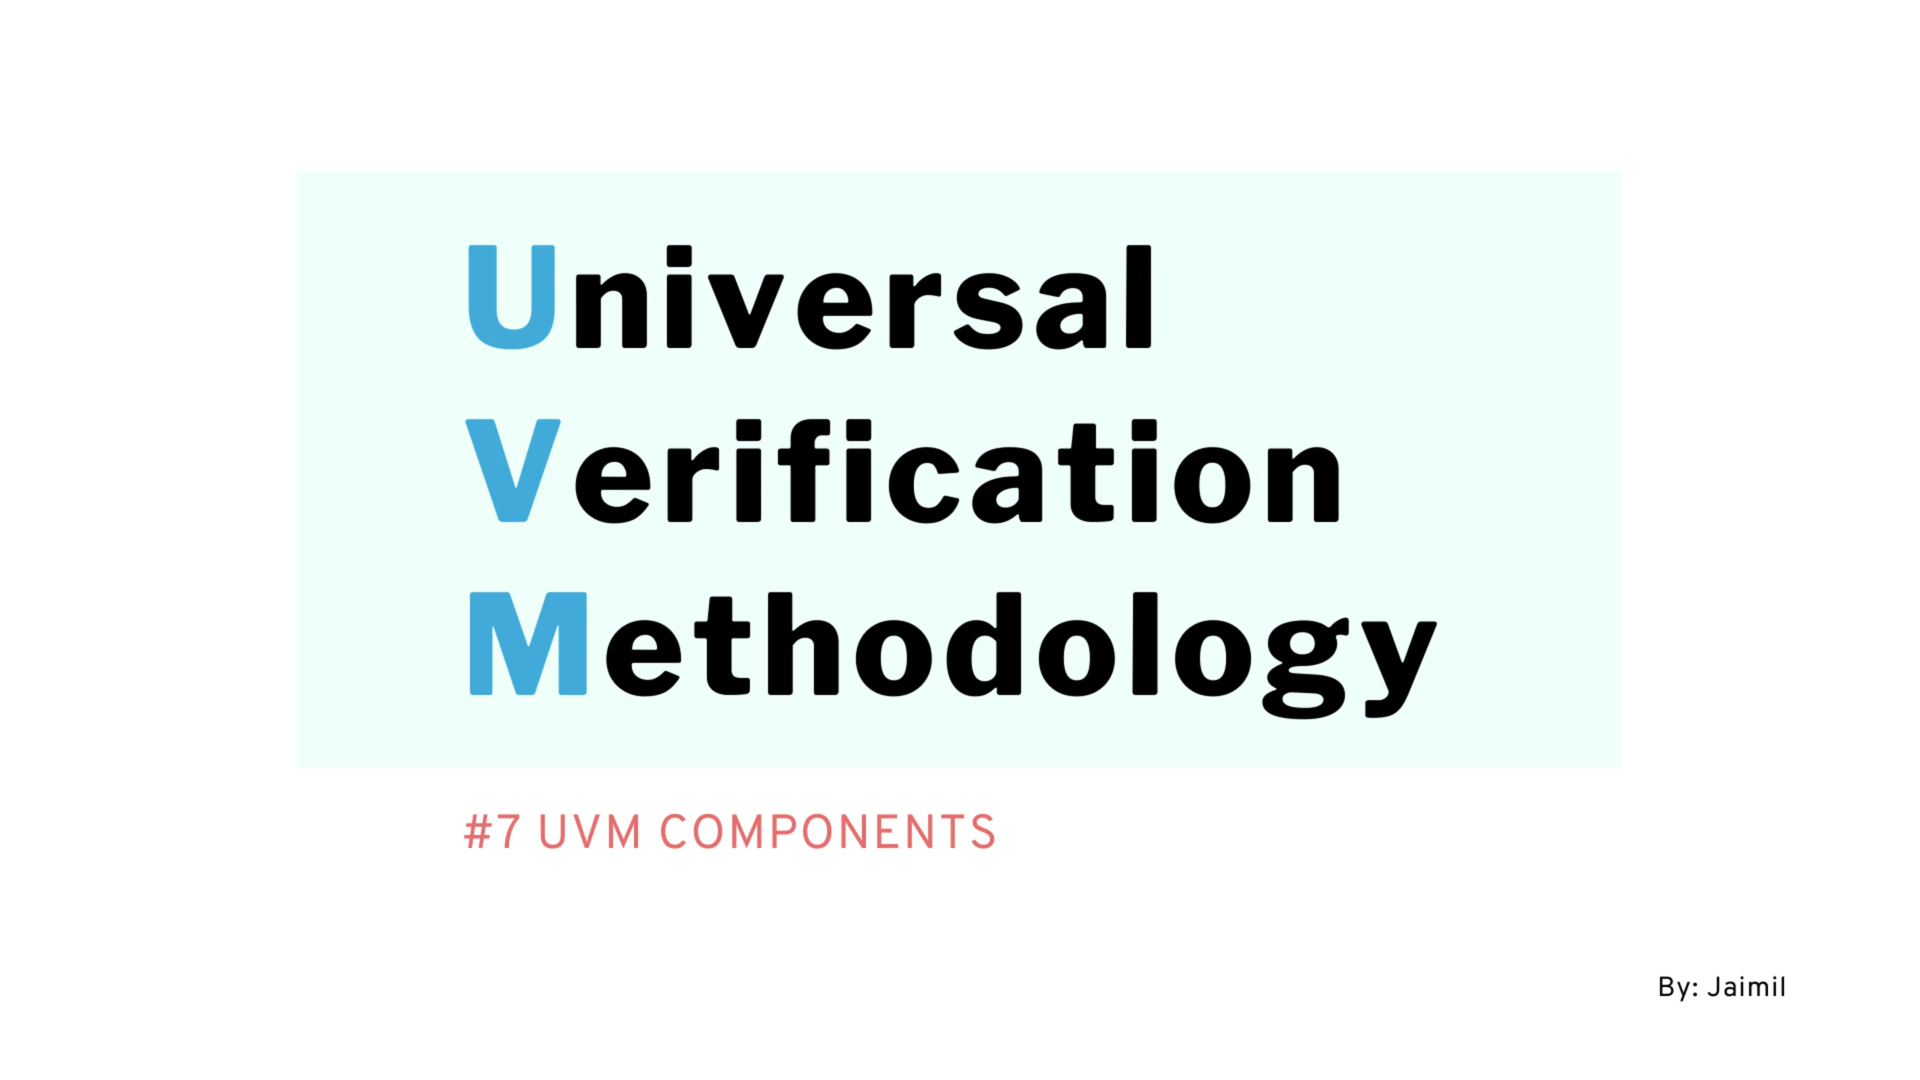 Universal
Verification
Methodology
#7 UVM COMPONENTS
By: Jaimil